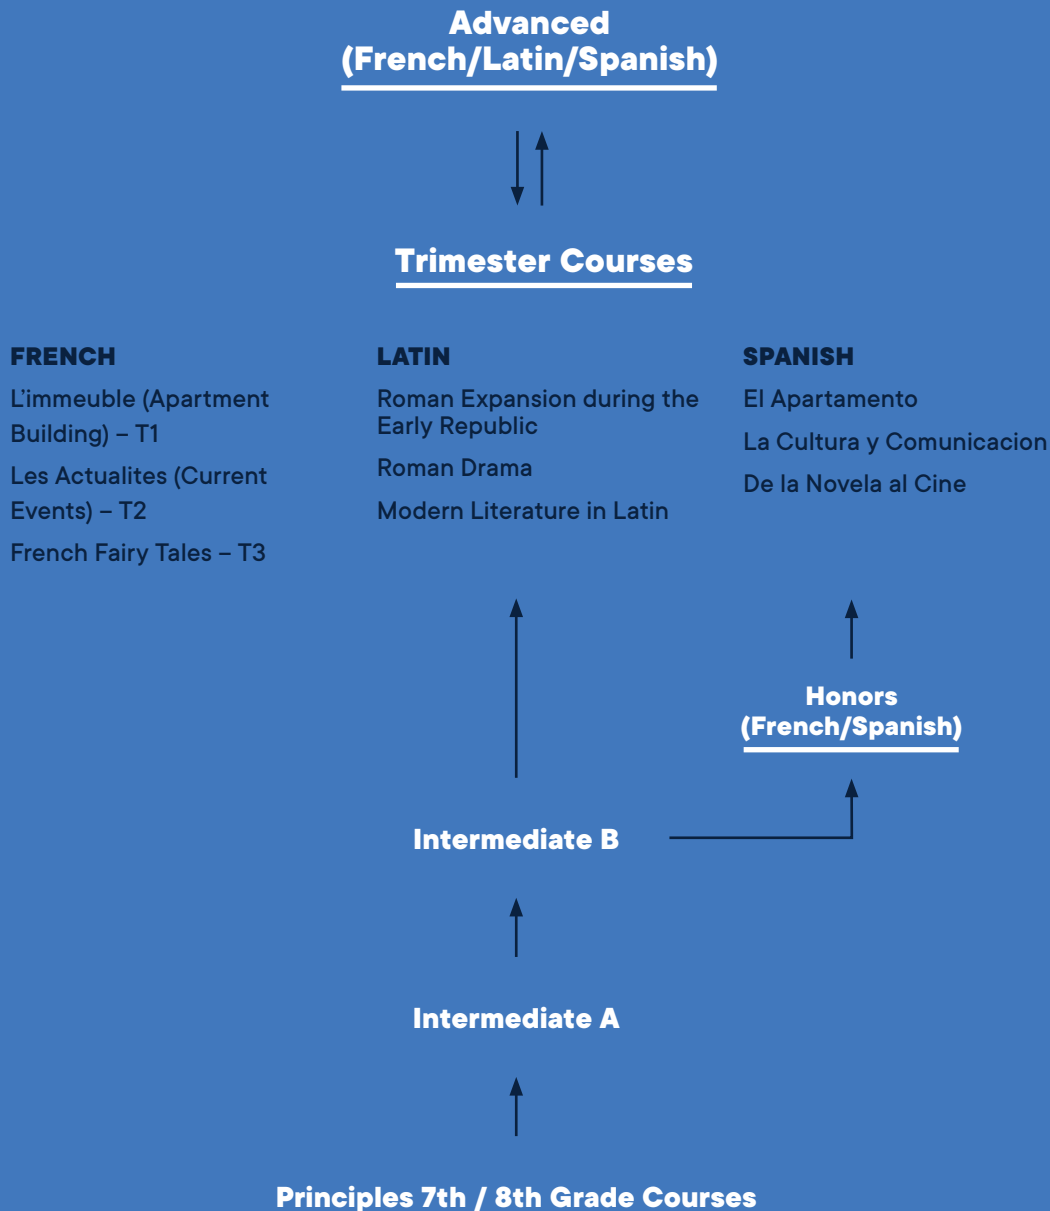 Advanced
(French/Latin/Spanish)
Trimester Courses
FRENCH
L’immeuble (Apartment
Building) – T1
Les Actualites (Current
Events) – T2
French Fairy Tales – T3
LATIN
Roman Expansion during the
Early Republic
Roman Drama
Modern Literature in Latin
SPANISH
El Apartamento
La Cultura y Comunicacion
De la Novela al Cine
Honors
(French/Spanish)
Intermediate B
Intermediate A
Principles 7th / 8th Grade Courses